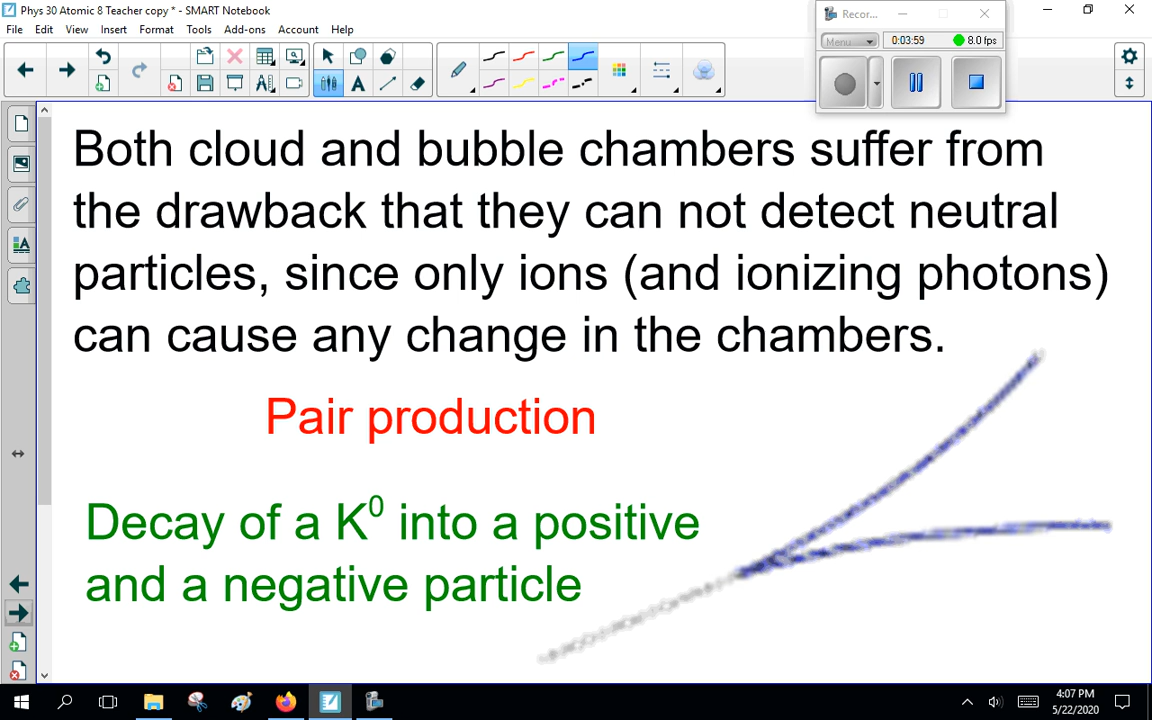 Phys 30 Atomic 8 Teacher copy * - SMART Notebook
Recor...
File Edit View Insert Format Tools Add-ons Account Help
Menu 0:03:59 8.0 fps
Both cloud and bubble chambers suffer from
the drawback that they can not detect neutral
particles, since only ions (and ionizing photons)
can cause any change in the chambers.
Pair production
Decay of a K⁰ into a positive
and a negative particle
4:07 PM
5/22/2020